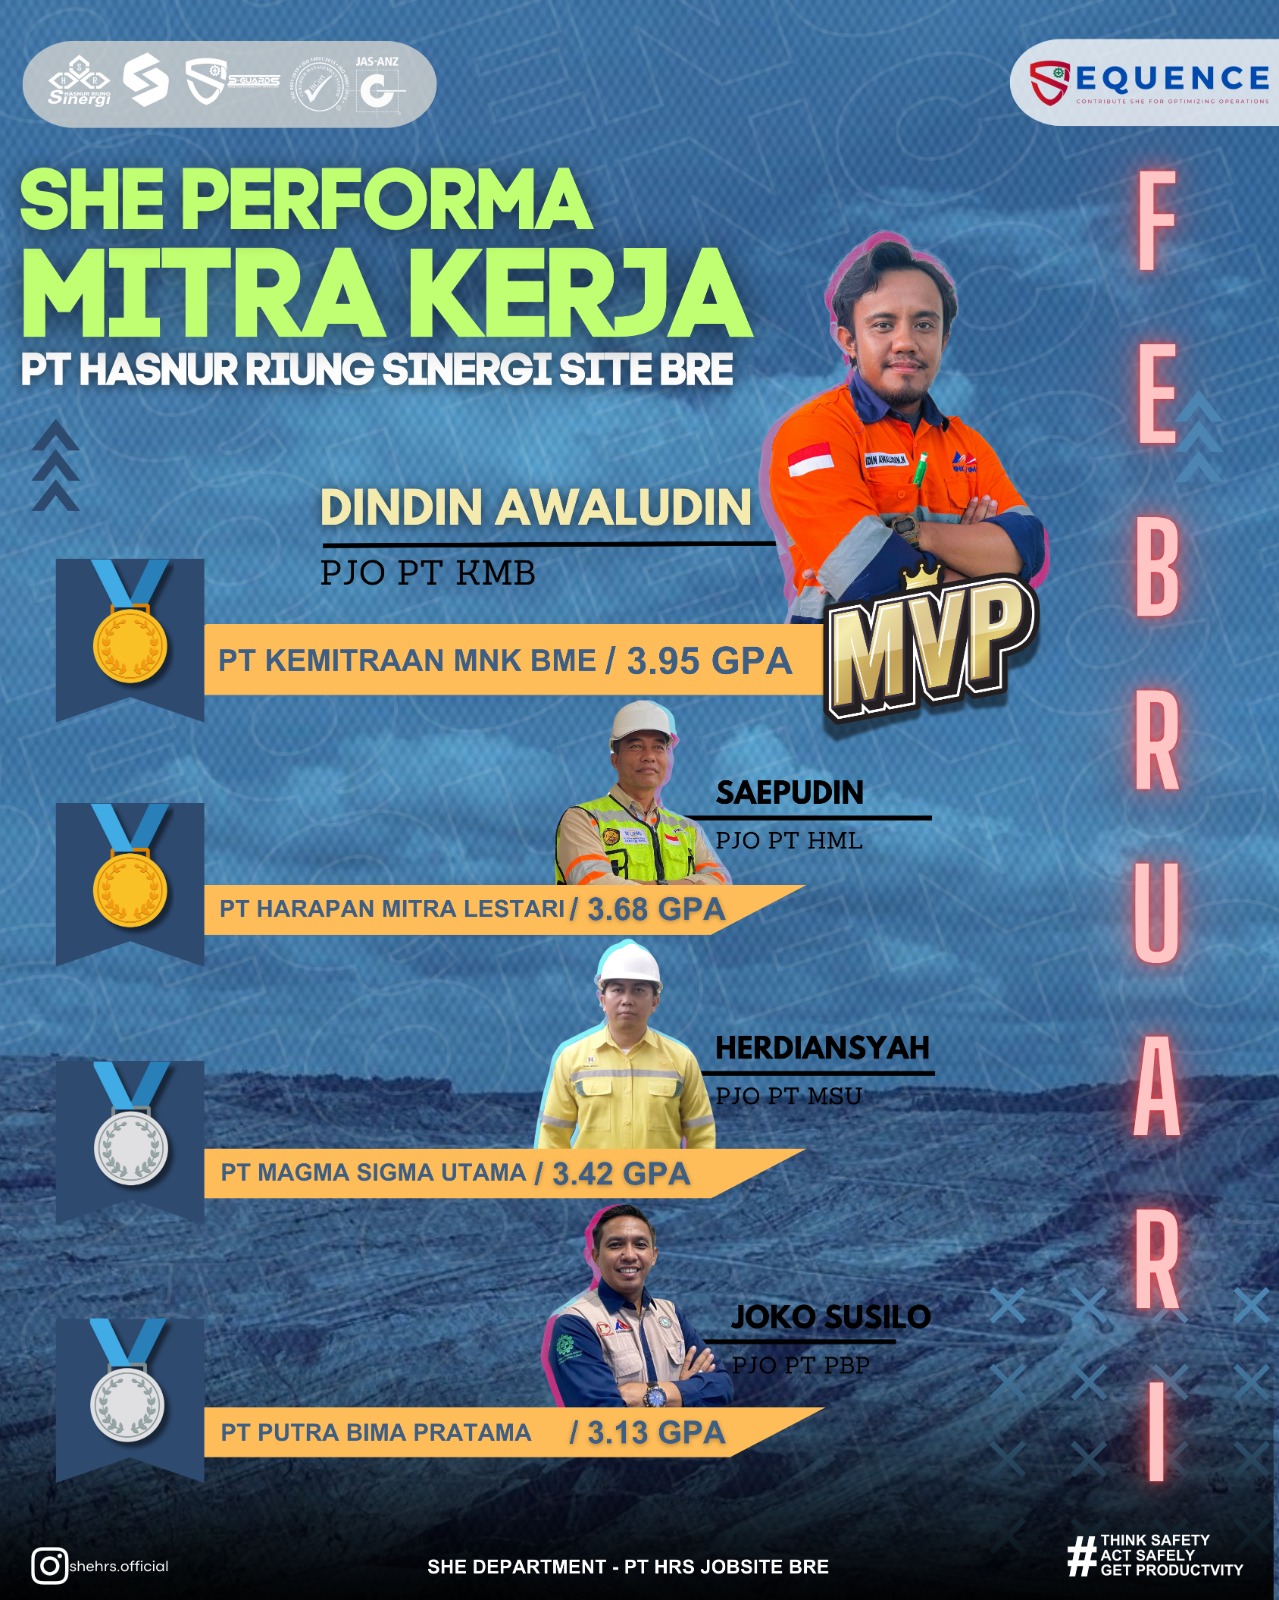 HASNUR RIUNG
Sinergi
S-GUARDS
JAS-ANZ
SEQUENCE
CONTRIBUTE SHE FOR OPTIMIZING OPERATIONS
SHE PERFORMA
MITRA KERJA
PT HASNUR RIUNG SINERGI SITE BRE
FEBRUARI
DINDIN AWALUDIN
PJO PT KMB
PT KEMITRAAN MNK BME / 3.95 GPA
MVP
SAEPUDIN
PJO PT HML
PT HARAPAN MITRA LESTARI / 3.68 GPA
HERDIANSYAH
PJO PT MSU
PT MAGMA SIGMA UTAMA / 3.42 GPA
JOKO SUSILO
PJO PT PBP
PT PUTRA BIMA PRATAMA / 3.13 GPA
shehrs.official
SHE DEPARTMENT - PT HRS JOBSITE BRE
# THINK SAFETY
ACT SAFELY
GET PRODUCTVITY